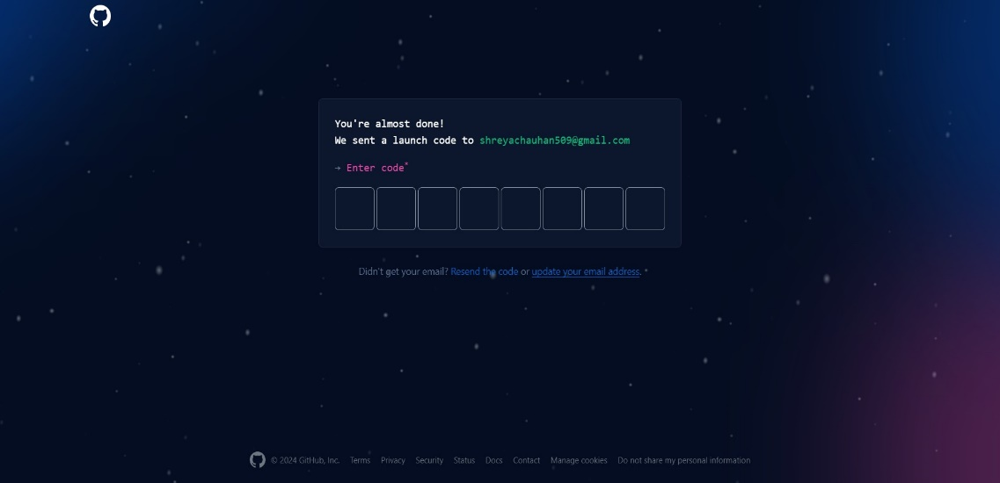 You're almost done!
We sent a launch code to shreyachauhan509@gmail.com
→ Enter code*
Didn't get your email? Resend the code or update your email address.
© 2024 GitHub, Inc. Terms Privacy Security Status Docs Contact Manage cookies Do not share my personal information